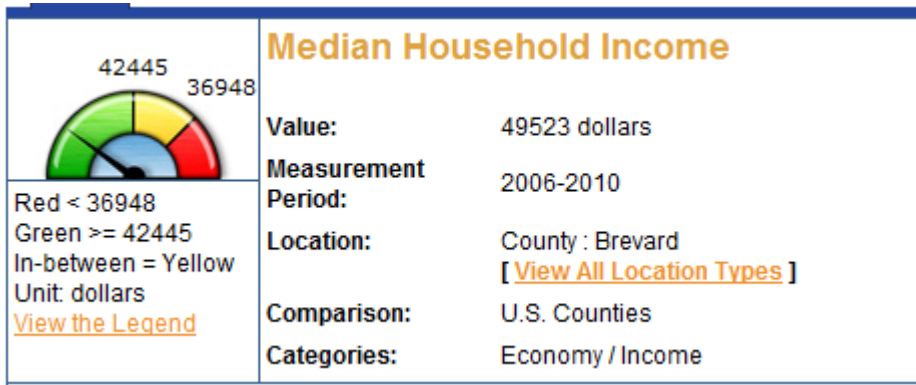 Median Household Income
42445
36948
Value: 49523 dollars
Measurement
Period: 2006-2010
Red < 36948
Green >= 42445
In-between = Yellow
Unit: dollars
View the Legend
Location: County : Brevard
[ View All Location Types ]
Comparison: U.S. Counties
Categories: Economy / Income